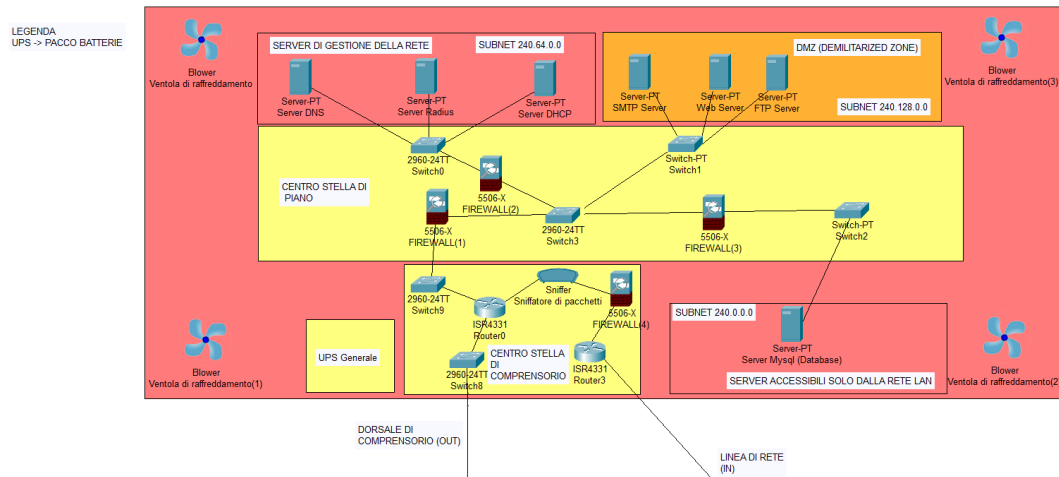 LEGENDA
UPS -> PACCO BATTERIE
Blower
Ventola di raffreddamento
SERVER DI GESTIONE DELLA RETE
SUBNET 240.64.0.0
Server-PT
Server DNS
Server-PT
Server Radius
Server-PT
Server DHCP
DMZ (DEMILITARIZED ZONE)
Server-PT
SMTP Server
Server-PT
Web Server
Server-PT
FTP Server
SUBNET 240.128.0.0
Blower
Ventola di raffreddamento(3)
2960-24TT
Switch0
Switch-PT
Switch1
CENTRO STELLA DI
PIANO
5506-X
FIREWALL(2)
5506-X
FIREWALL(1)
2960-24TT
Switch3
5506-X
FIREWALL(3)
Switch-PT
Switch2
2960-24TT
Switch9
Sniffer
Sniffatore di pacchetti
5506-X
FIREWALL(4)
ISR4331
Router0
SUBNET 240.0.0.0
Server-PT
Server Mysql (Database)
SERVER ACCESSIBILI SOLO DALLA RETE LAN
Blower
Ventola di raffreddamento(1)
UPS Generale
2960-24TT
Switch8
CENTRO STELLA
DI
COMPRENSORIO
ISR4331
Router3
Blower
Ventola di raffreddamento(2
DORSALE DI
COMPRENSORIO (OUT)
LINEA DI RETE
(IN)